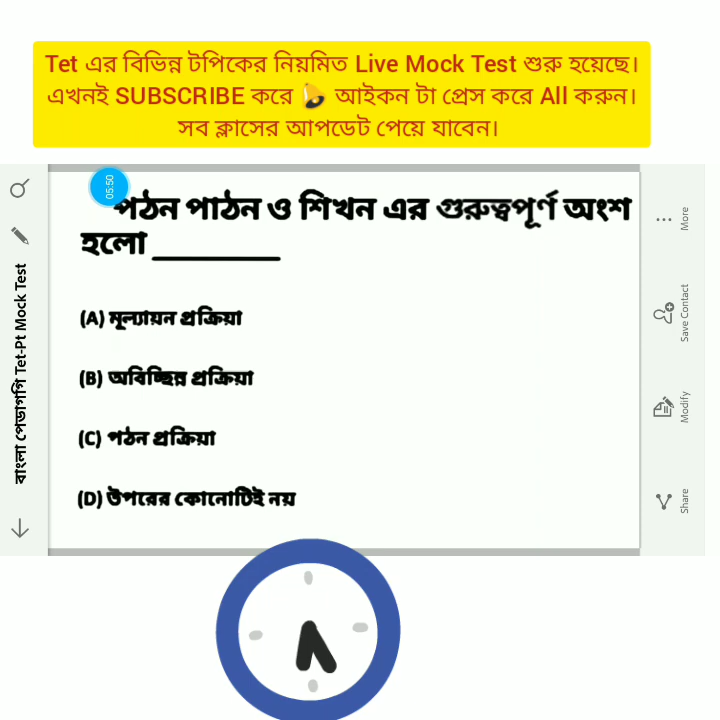 Tet এর বিভিন্ন টপিকের নিয়মিত Live Mock Test শুরু হয়েছে।
এখনই SUBSCRIBE করে আইকন টা প্রেস করে All করুন।
সব ক্লাসের আপডেট পেয়ে যাবেন।
05:50
পঠন পাঠন ও শিখন এর গুরুত্বপূর্ণ অংশ
হলো ________
(A) মূল্যায়ন প্রক্রিয়া
(B) অবিচ্ছিন্ন প্রক্রিয়া
(C) পঠন প্রক্রিয়া
(D) উপরের কোনোটিই নয়
বাংলা পেডাগগি Tet-Pt Mock Test
More
Save Contact
Modify
Share